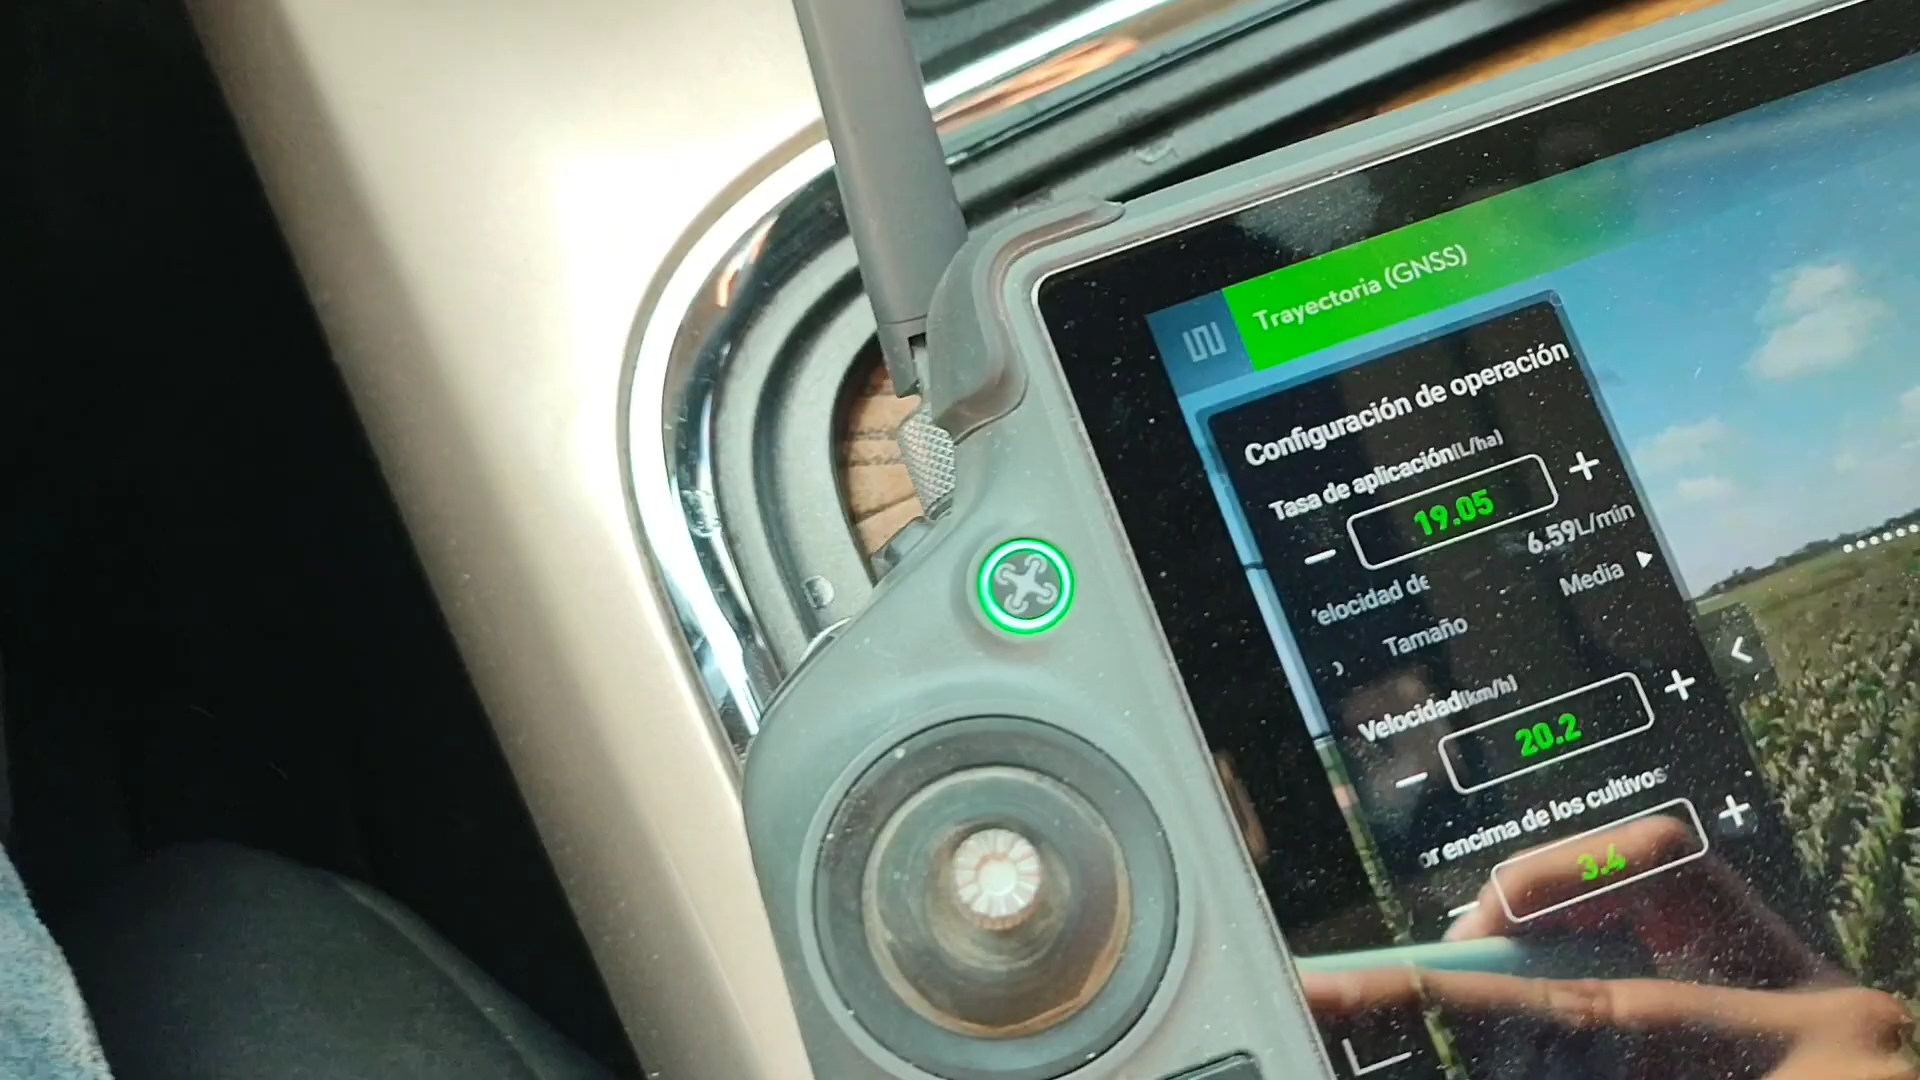 Trayectoria (GNSS)
Configuración de operación
Tasa de aplicación(L/ha)
19.05
6.59L/min
elocidad de
Media
Tamaño
Velocidad(km/h)
20.2
or encima de los cultivos
3.4